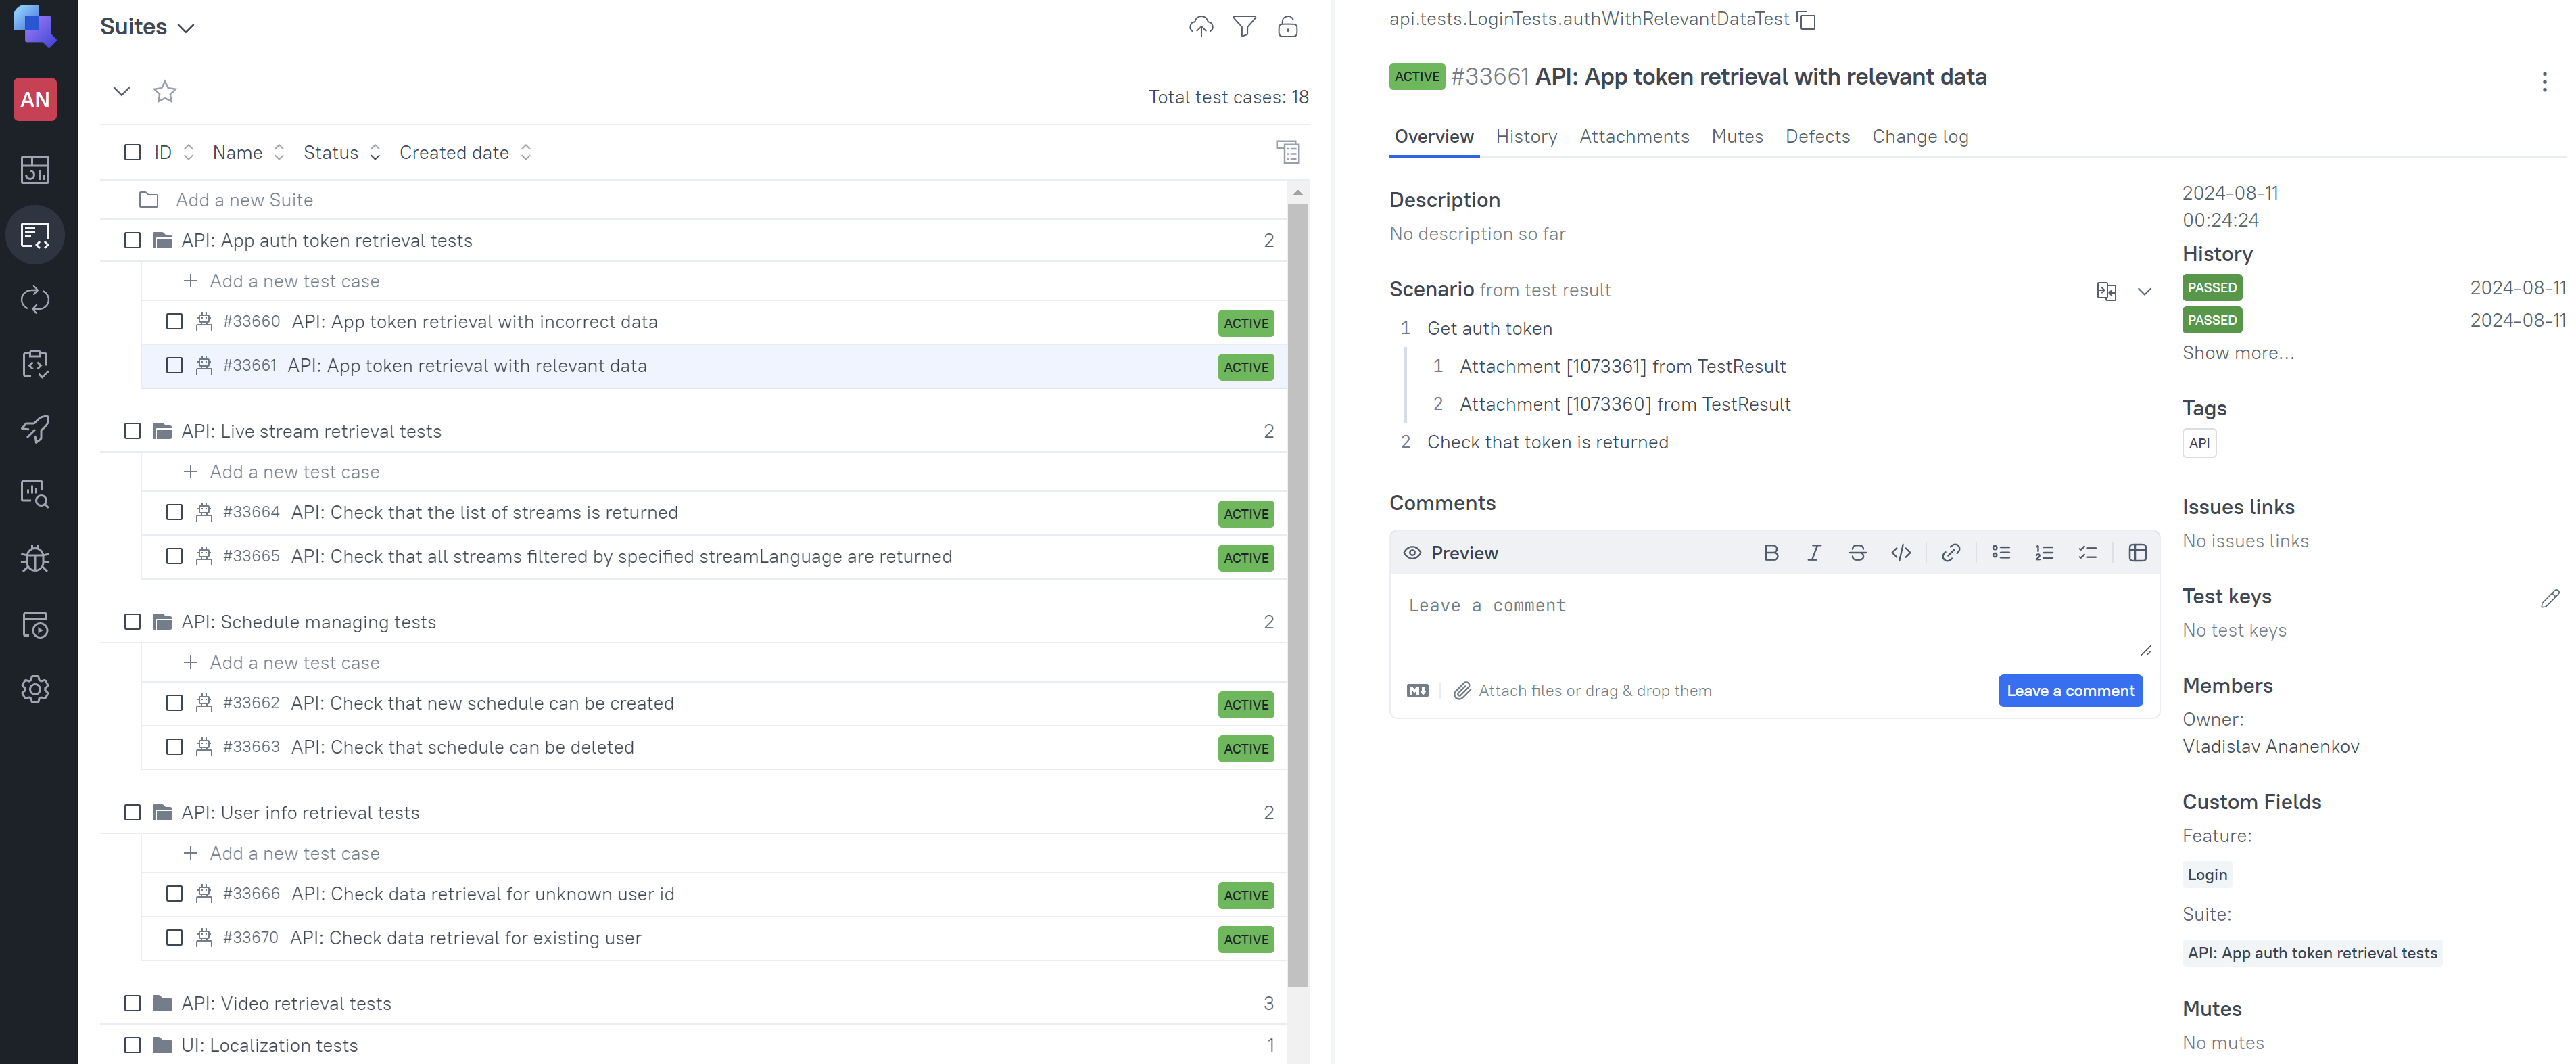 AN
Suites
Total test cases: 18
ID Name Status Created date
Add a new Suite
API: App auth token retrieval tests 2
Add a new test case
#33660 API: App token retrieval with incorrect data ACTIVE
#33661 API: App token retrieval with relevant data ACTIVE
API: Live stream retrieval tests 2
Add a new test case
#33664 API: Check that the list of streams is returned ACTIVE
#33665 API: Check that all streams filtered by specified streamLanguage are returned ACTIVE
API: Schedule managing tests 2
Add a new test case
#33662 API: Check that new schedule can be created ACTIVE
#33663 API: Check that schedule can be deleted ACTIVE
API: User info retrieval tests 2
Add a new test case
#33666 API: Check data retrieval for unknown user id ACTIVE
#33670 API: Check data retrieval for existing user ACTIVE
API: Video retrieval tests 3
UI: Localization tests 1
api.tests.LoginTests.authWithRelevantDataTest
ACTIVE #33661 API: App token retrieval with relevant data
Overview History Attachments Mutes Defects Change log
Description
No description so far
Scenario from test result
1 Get auth token
1 Attachment [1073361] from TestResult
2 Attachment [1073360] from TestResult
2 Check that token is returned
Comments
Preview
Leave a comment
Attach files or drag & drop them
Leave a comment
2024-08-11
00:24:24
History
PASSED 2024-08-11
PASSED 2024-08-11
Show more...
Tags
API
Issues links
No issues links
Test keys
No test keys
Members
Owner:
Vladislav Ananenkov
Custom Fields
Feature:
Login
Suite:
API: App auth token retrieval tests
Mutes
No mutes